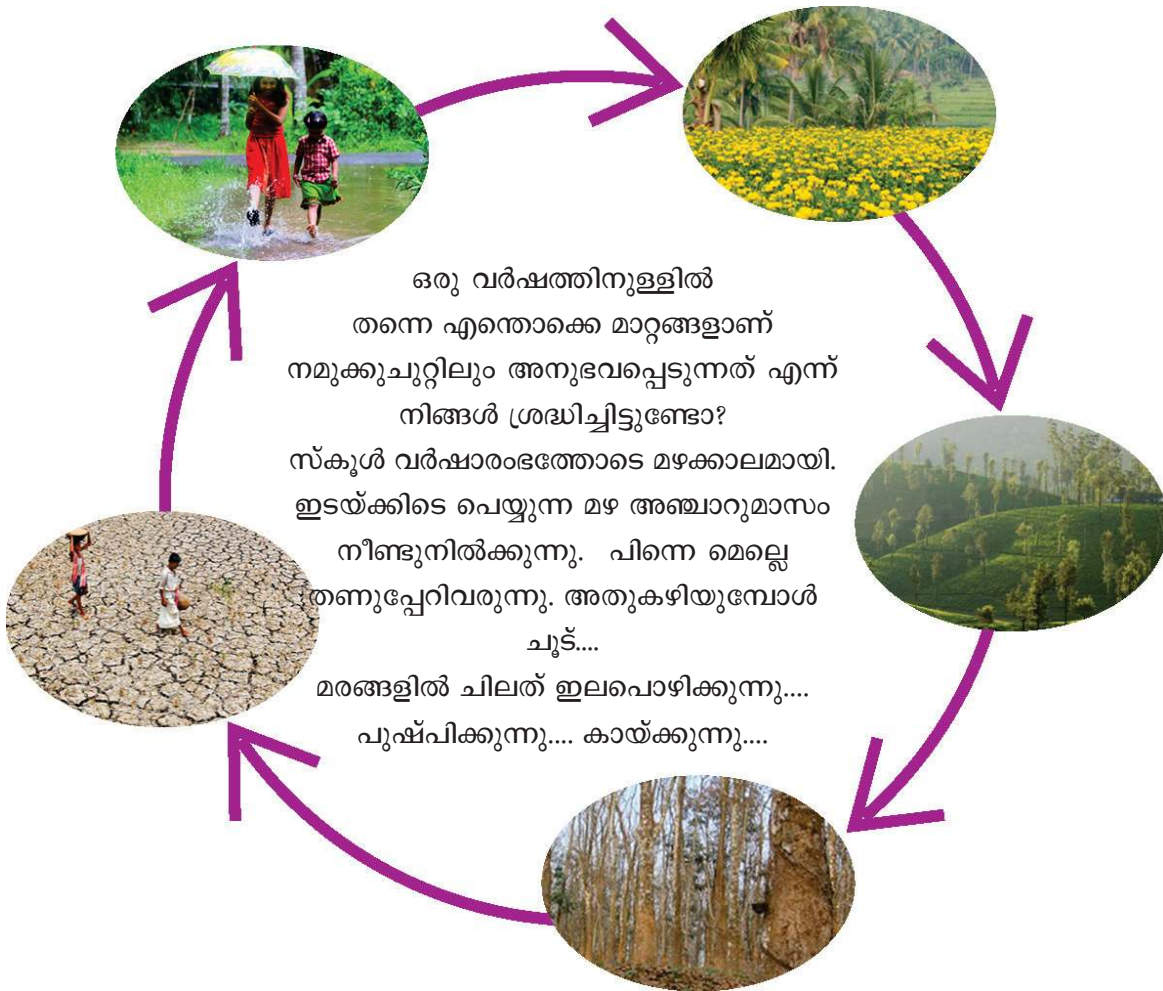 ഒരു വർഷത്തിനുള്ളിൽ
തന്നെ എന്തൊക്കെ മാറ്റങ്ങളാണ്
നമുക്കുചുറ്റിലും അനുഭവപ്പെടുന്നത് എന്ന്
നിങ്ങൾ ശ്രദ്ധിച്ചിട്ടുണ്ടോ?
സ്കൂൾ വർഷാരംഭത്തോടെ മഴക്കാലമായി.
ഇടയ്ക്കിടെ പെയ്യുന്ന മഴ അഞ്ചാറുമാസം
നീണ്ടുനിൽക്കുന്നു. പിന്നെ മെല്ലെ
തണുപ്പേറിവരുന്നു. അതുകഴിയുമ്പോൾ
ചൂട്....
മരങ്ങളിൽ ചിലത് ഇലപൊഴിക്കുന്നു....
പുഷ്പിക്കുന്നു.... കായ്ക്കുന്നു....